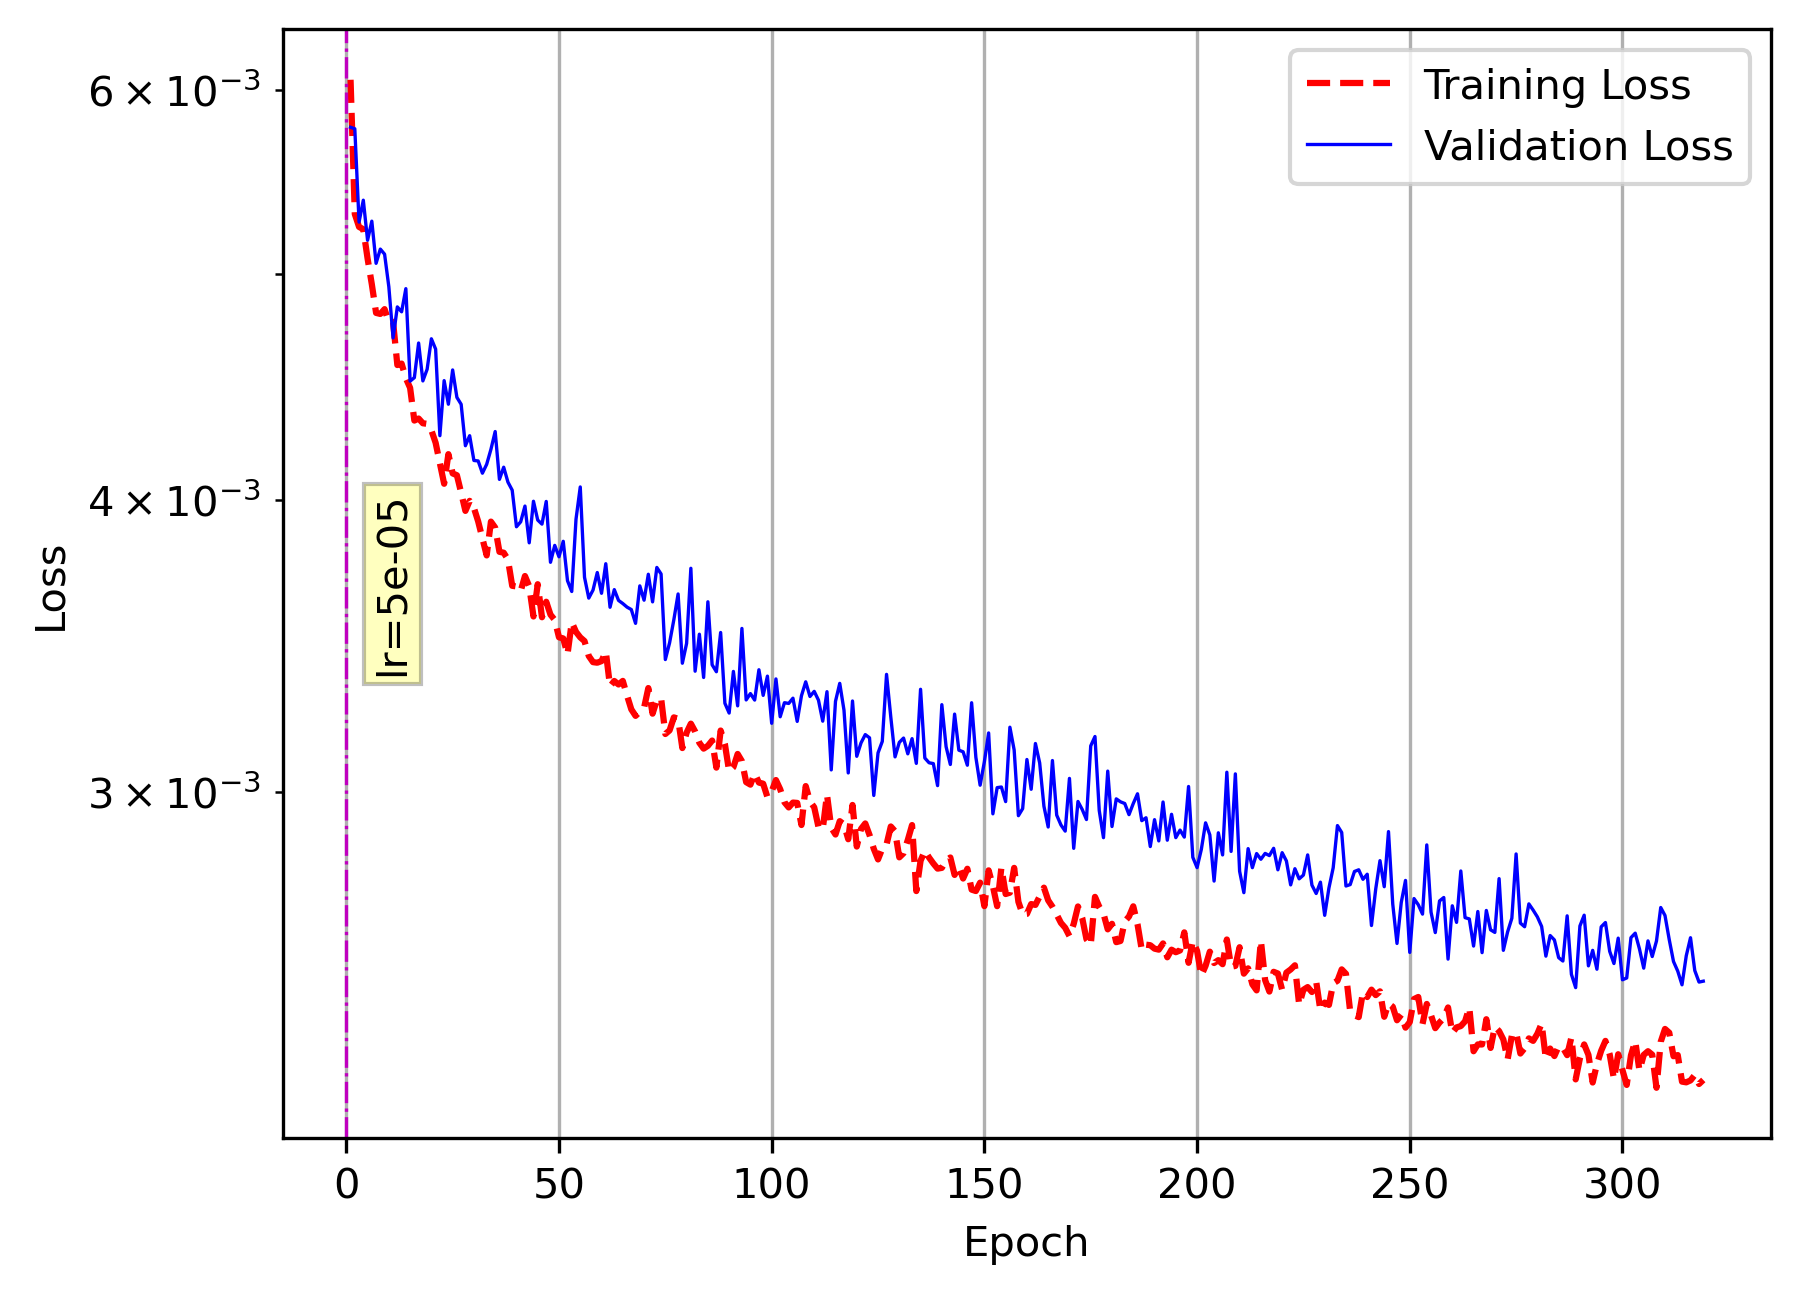 6 × 10⁻³
4 × 10⁻³
3 × 10⁻³
Loss
lr=5e-05
Training Loss
Validation Loss
0 50 100 150 200 250 300
Epoch